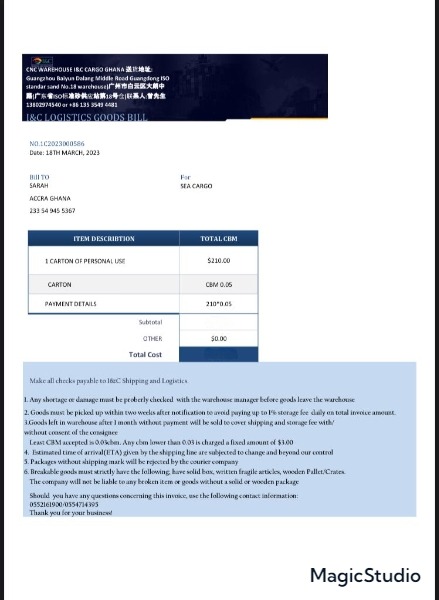 CNC WAREHOUSE I&C CARGO GHANA 送货地址:
Guangzhou Baiyun Dalang Middle Road Guangdong ISO
standar sand No.18 warehouse|广州市白云区大朗中
路|广东省ISO标准砂供应站第18号仓|联系人:曾先生
13802974540 or +86 135 3549 4481
I&C LOGISTICS GOODS BILL
NO.1C2023000586
Date: 18TH MARCH, 2023
Bill TO
For
SARAH
SEA CARGO
ACCRA GHANA
233 54 945 5367
ITEM DESCRIBTION TOTAL CBM
1 CARTON OF PERSONAL USE $210.00
CARTON CBM 0.05
PAYMENT DETAILS 210*0.05
Subtotal
OTHER $0.00
Total Cost
Make all checks payable to I&C Shipping and Logistics
1. Any shortage or damage must be proberly checked with the warehouse manager before goods leave the warehouse
2. Goods must be picked up within two weeks after notification to avoid paying up to 1% storage fee daily on total invoice amount.
3.Goods left in warehouse after 1 month without payment will be sold to cover shipping and storage fee with/
without consent of the consignee
Least CBM accepted is 0.03cbm. Any cbm lower than 0.03 is charged a fixed amount of $3.00
4. Estimated time of arrival(ETA) given by the shipping line are subjected to change and beyond our control
5. Packages without shipping mark will be rejected by the courier company
6. Breakable goods must strictly have the following; have solid box, written fragile articles, wooden Pallet/Crates.
The company will not be liable to any broken item or goods without a solid or wooden package
Should you have any questions concerning this invoice, use the following contact information:
0552161900/0554714395
Thank you for your business!
MagicStudio